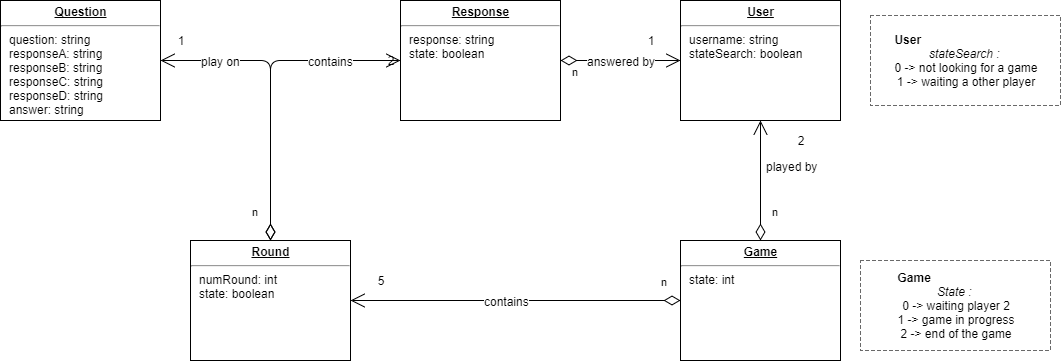 Question
question: string
responseA: string
responseB: string
responseC: string
responseD: string
answer: string
1
play on
contains
2
Response
response: string
state: boolean
n
answered by
1
User
username: string
stateSearch: boolean
User
stateSearch :
0 -> not looking for a game
1 -> waiting a other player
2
played by
n
n
Round
numRound: int
state: boolean
5
contains
n
Game
state: int
Game
State :
0 -> waiting player 2
1 -> game in progress
2 -> end of the game